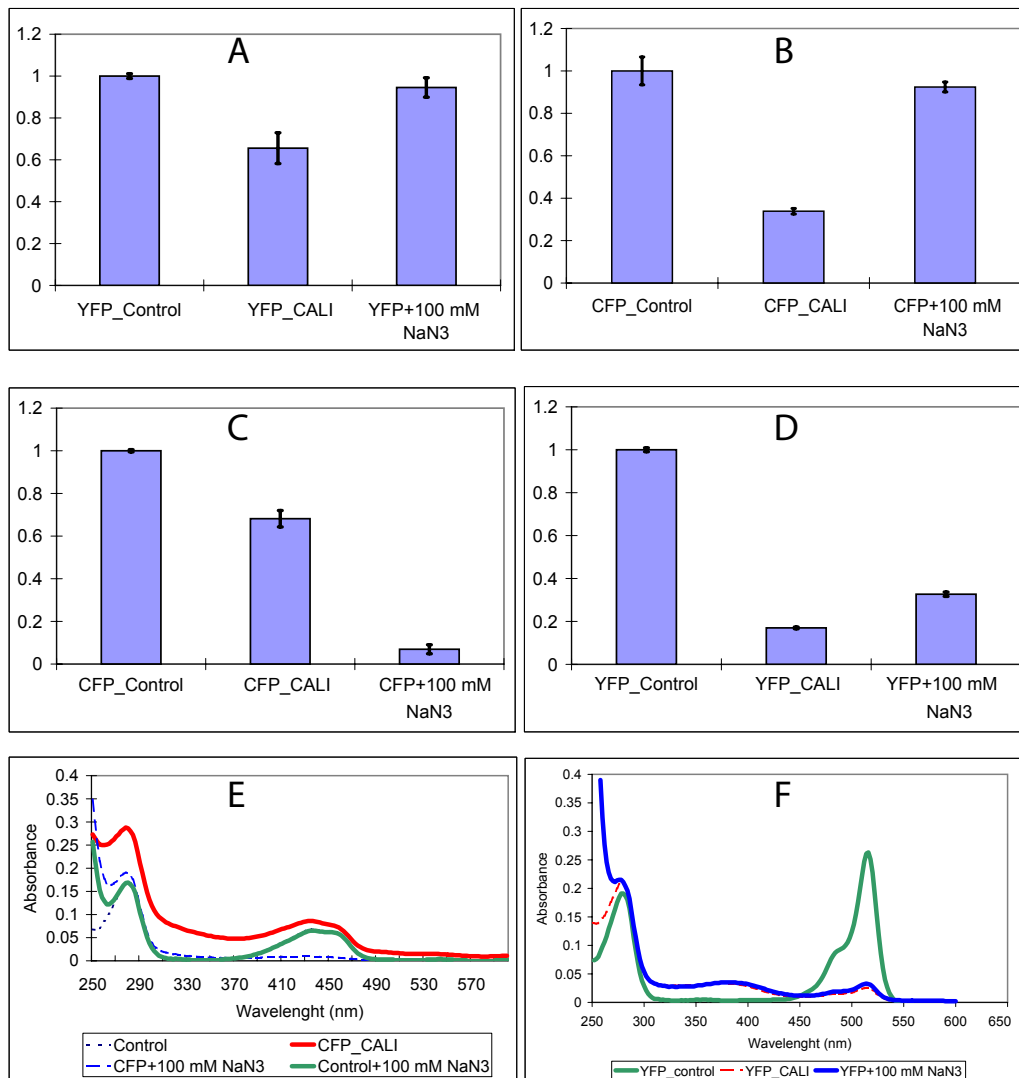 A
1.2
1
0.8
0.6
0.4
0.2
0
YFP_Control
YFP_CALI
YFP+100 mM
NaN3
B
1.2
1
0.8
0.6
0.4
0.2
0
CFP_Control
CFP_CALI
CFP+100 mM
NaN3
C
1.2
1
0.8
0.6
0.4
0.2
0
CFP_Control
CFP_CALI
CFP+100 mM
NaN3
D
1.2
1
0.8
0.6
0.4
0.2
0
YFP_Control
YFP_CALI
YFP+100 mM
NaN3
E
0.4
0.35
0.3
0.25
0.2
0.15
0.1
0.05
0
Absorbance
250 290 330 370 410 450 490 530 570
Wavelenght (nm)
Control
CFP_CALI
CFP+100 mM NaN3
Control+100 mM NaN3
F
0.4
0.35
0.3
0.25
0.2
0.15
0.1
0.05
0
Absorbance
250 300 350 400 450 500 550 600 650
Wavelenght (nm)
YFP_control
YFP_CALI
YFP+100 mM NaN3